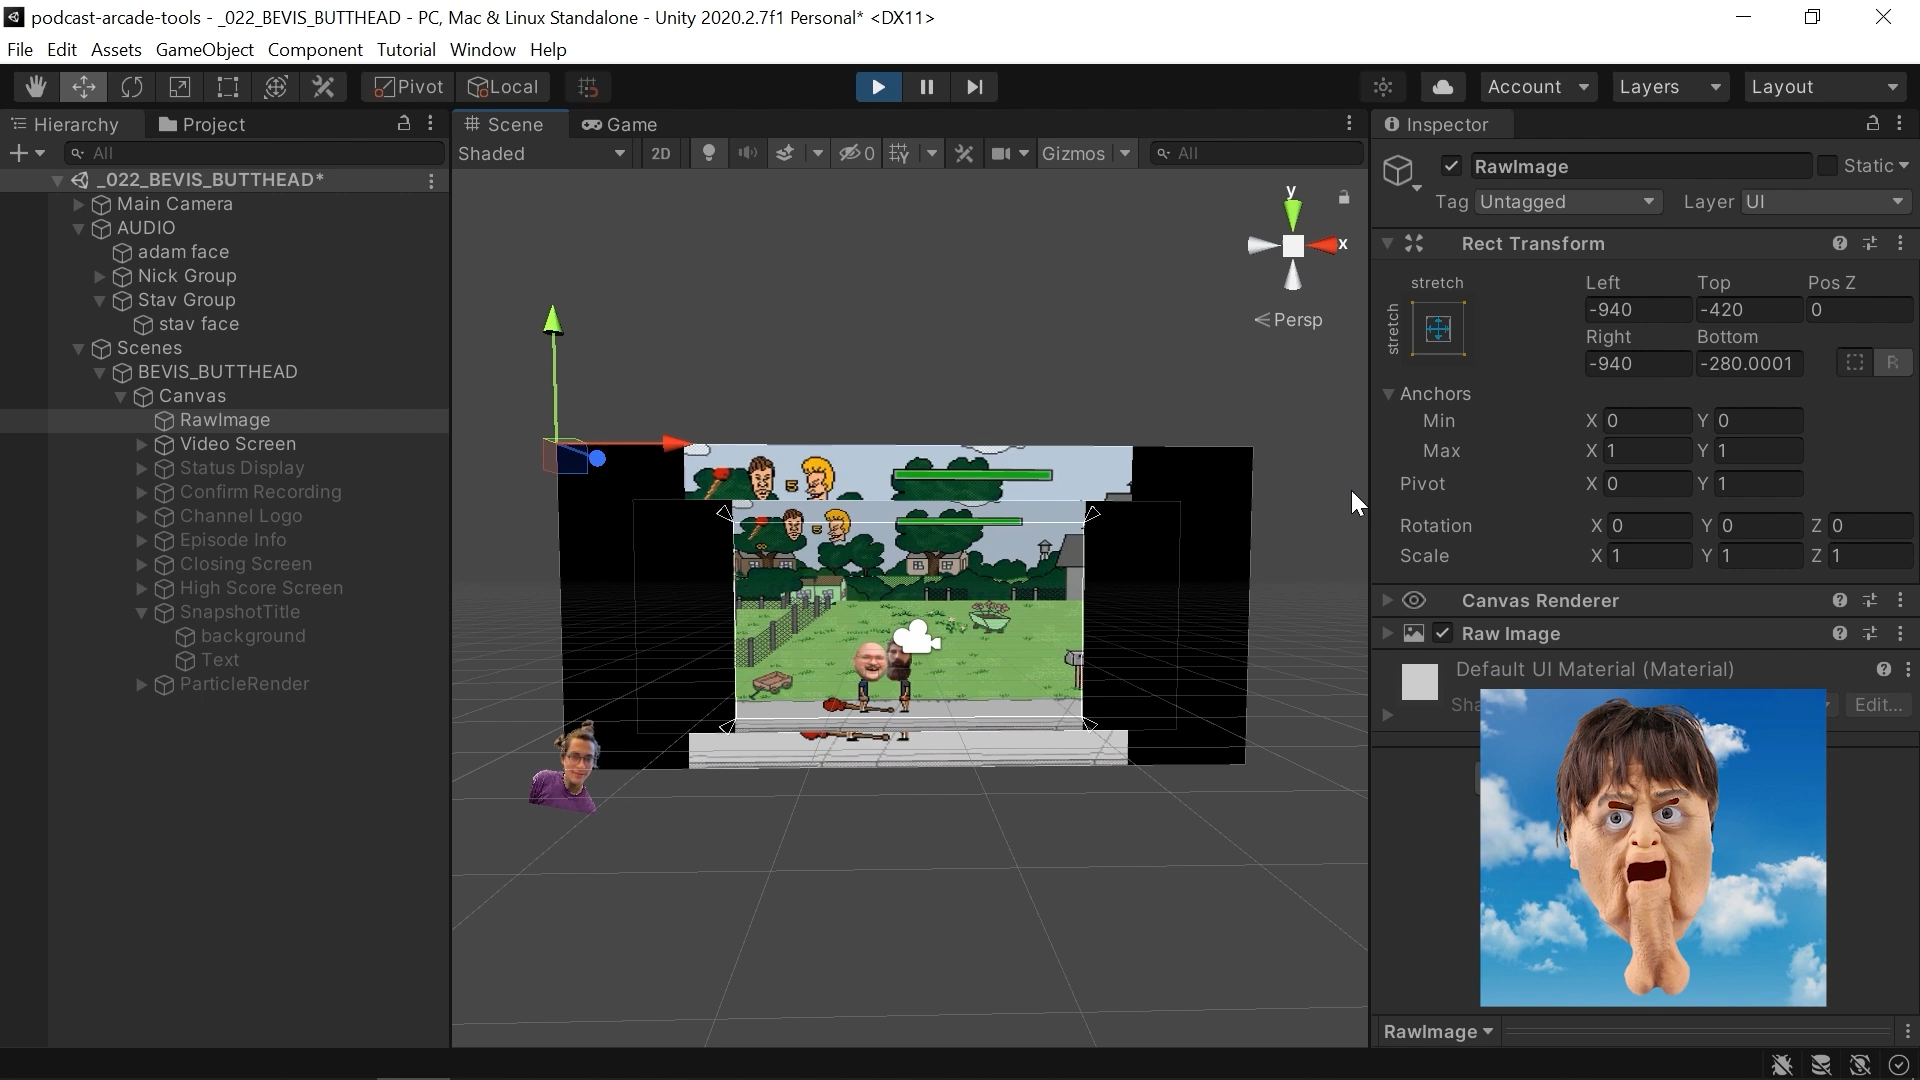 podcast-arcade-tools - _022_BEVIS_BUTTHEAD - PC, Mac & Linux Standalone - Unity 2020.2.7f1 Personal* <DX11>
File Edit Assets GameObject Component Tutorial Window Help
Pivot Local Account Layers Layout
Hierarchy Project
All
_022_BEVIS_BUTTHEAD*
Main Camera
AUDIO
adam face
Nick Group
Stav Group
stav face
Scenes
BEVIS_BUTTHEAD
Canvas
RawImage
Video Screen
Status Display
Confirm Recording
Channel Logo
Episode Info
Closing Screen
High Score Screen
SnapshotTitle
background
Text
ParticleRender
Scene Game
Shaded 2D 0 Gizmos All
y
x
Persp
5
5
Inspector
RawImage Static
Tag Untagged Layer UI
Rect Transform
stretch Left Top Pos Z
stretch -940 -420 0
Right Bottom
-940 -280.0001 R
Anchors
Min X 0 Y 0
Max X 1 Y 1
Pivot X 0 Y 1
Rotation X 0 Y 0 Z 0
Scale X 1 Y 1 Z 1
Canvas Renderer
Raw Image
Default UI Material (Material)
Sha Edit...
RawImage